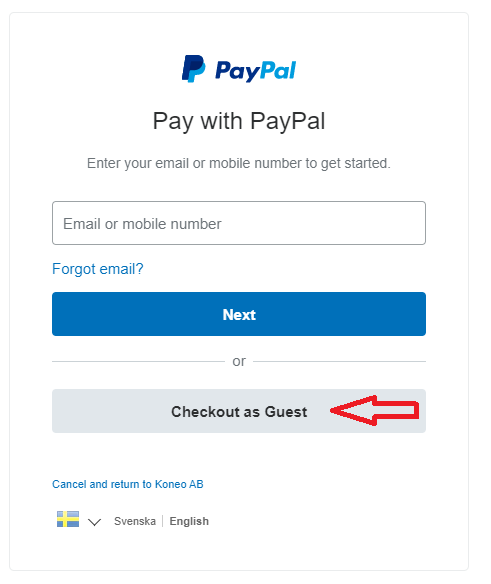 PayPal
Pay with PayPal
Enter your email or mobile number to get started.
Email or mobile number
Forgot email?
Next
or
Checkout as Guest
Cancel and return to Koneo AB
Svenska | English